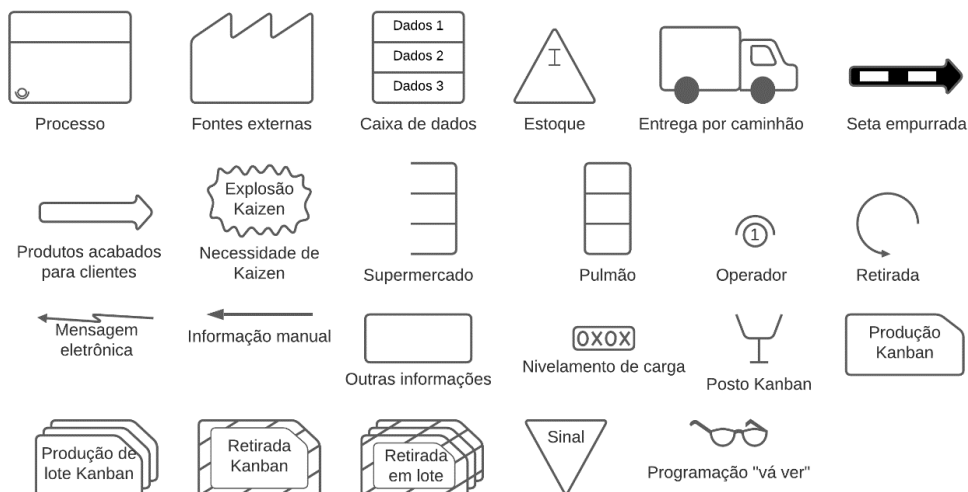 Dados 1
Dados 2
Dados 3
I
Processo
Fontes externas
Caixa de dados
Estoque
Entrega por caminhão
Seta empurrada
Explosão
Kaizen
Produtos acabados
para clientes
Necessidade de
Kaizen
Supermercado
Pulmão
1
Operador
Retirada
Mensagem
eletrônica
Informação manual
Outras informações
OXOX
Nivelamento de carga
Posto Kanban
Produção
Kanban
Produção de
lote Kanban
Retirada
Kanban
Retirada
em lote
Sinal
Programação "vá ver"